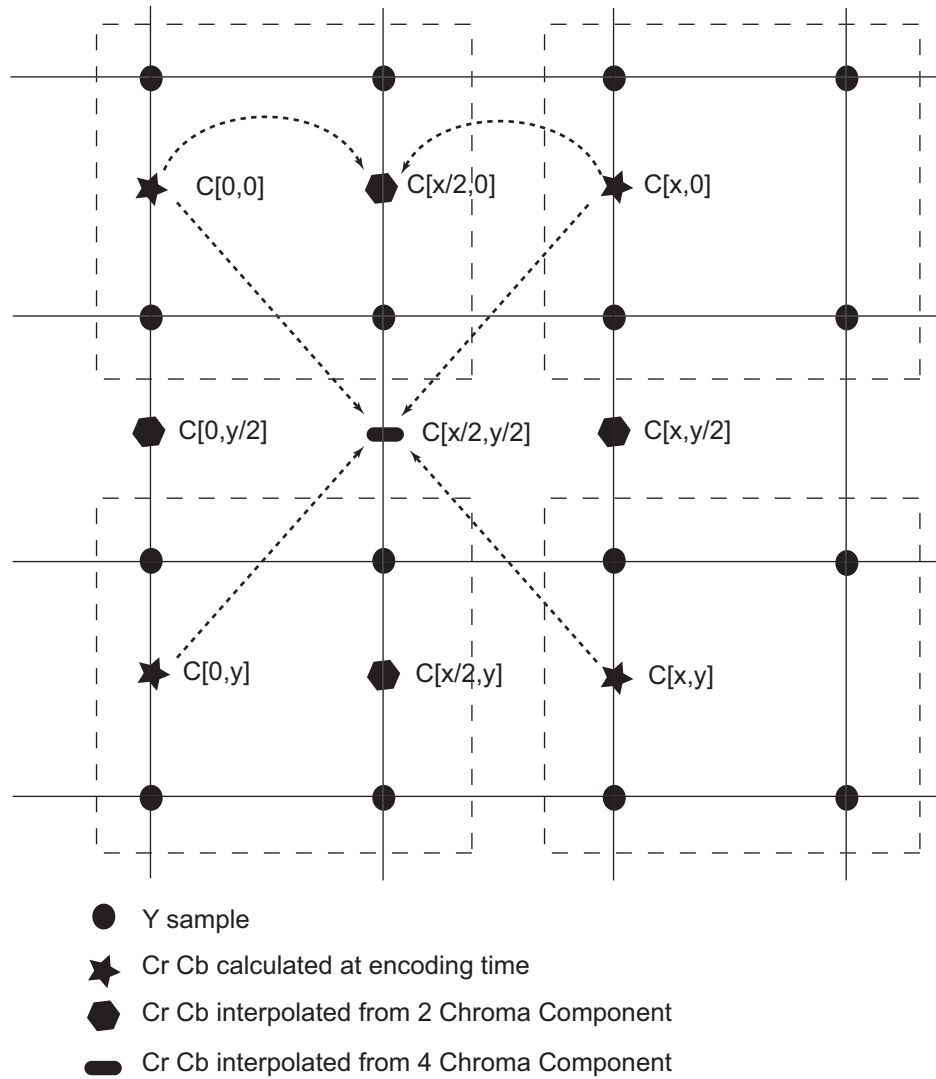 C[0,0]
C[x/2,0]
C[x,0]
C[0,y/2]
C[x/2,y/2]
C[x,y/2]
C[0,y]
C[x/2,y]
C[x,y]
Y sample
Cr Cb calculated at encoding time
Cr Cb interpolated from 2 Chroma Component
Cr Cb interpolated from 4 Chroma Component